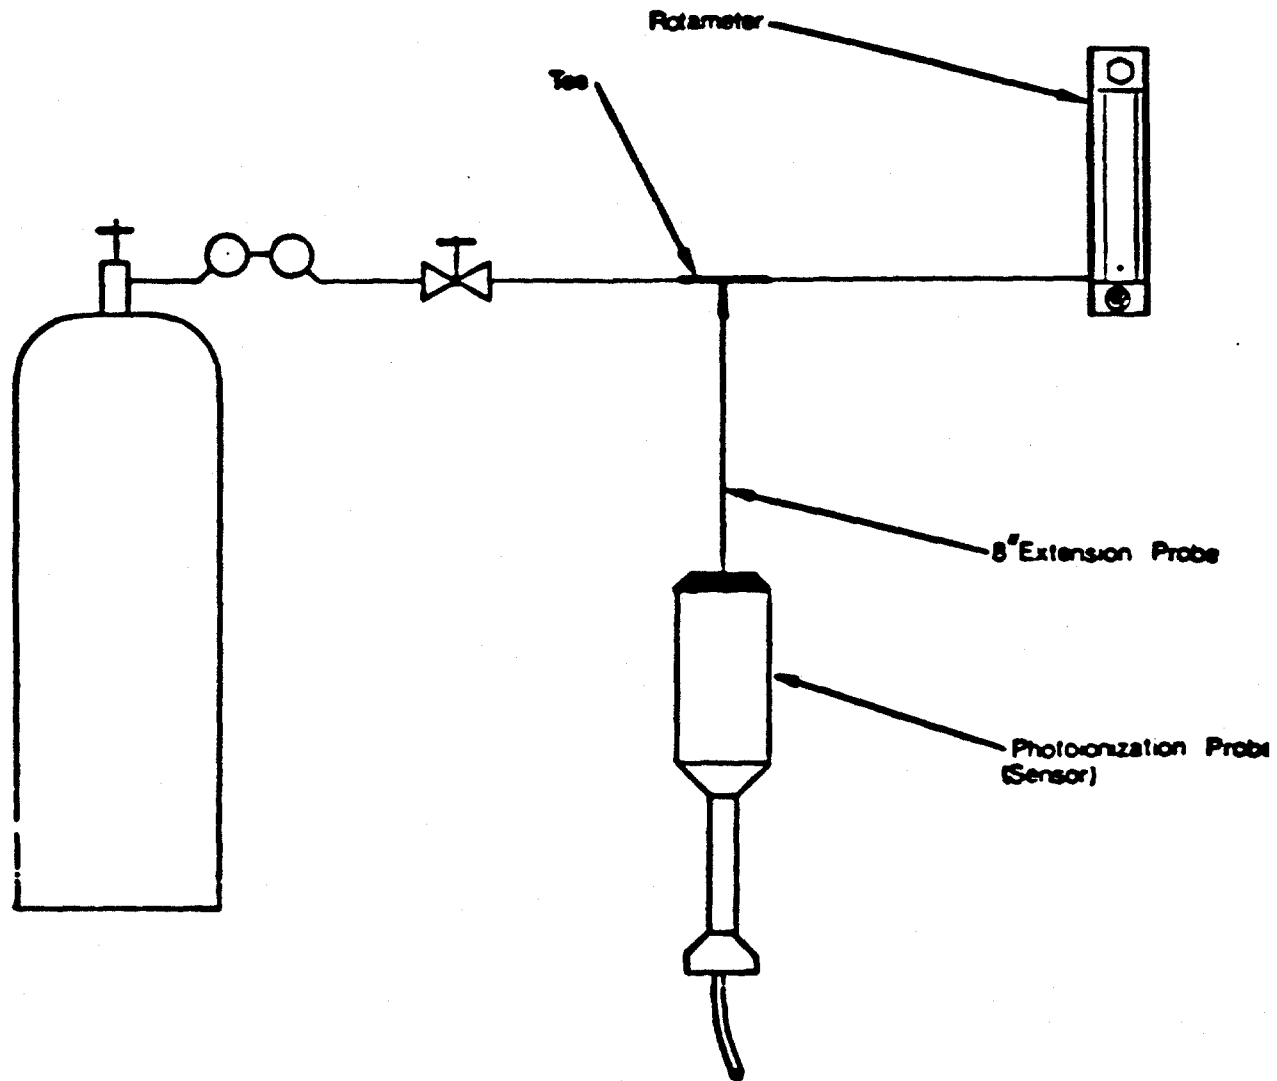 Rotameter
Tee
8" Extension Probe
Photoionization Probe
(Sensor)